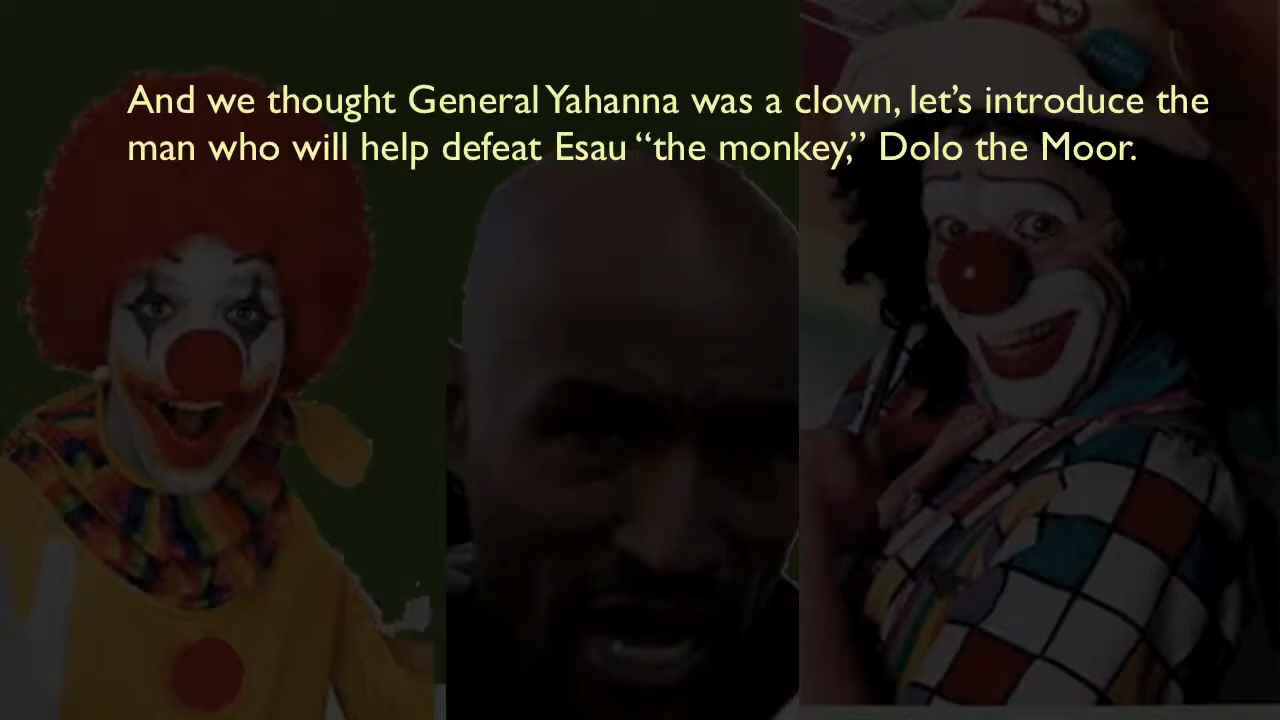 And we thought General Yahanna was a clown, let’s introduce the
man who will help defeat Esau “the monkey,” Dolo the Moor.